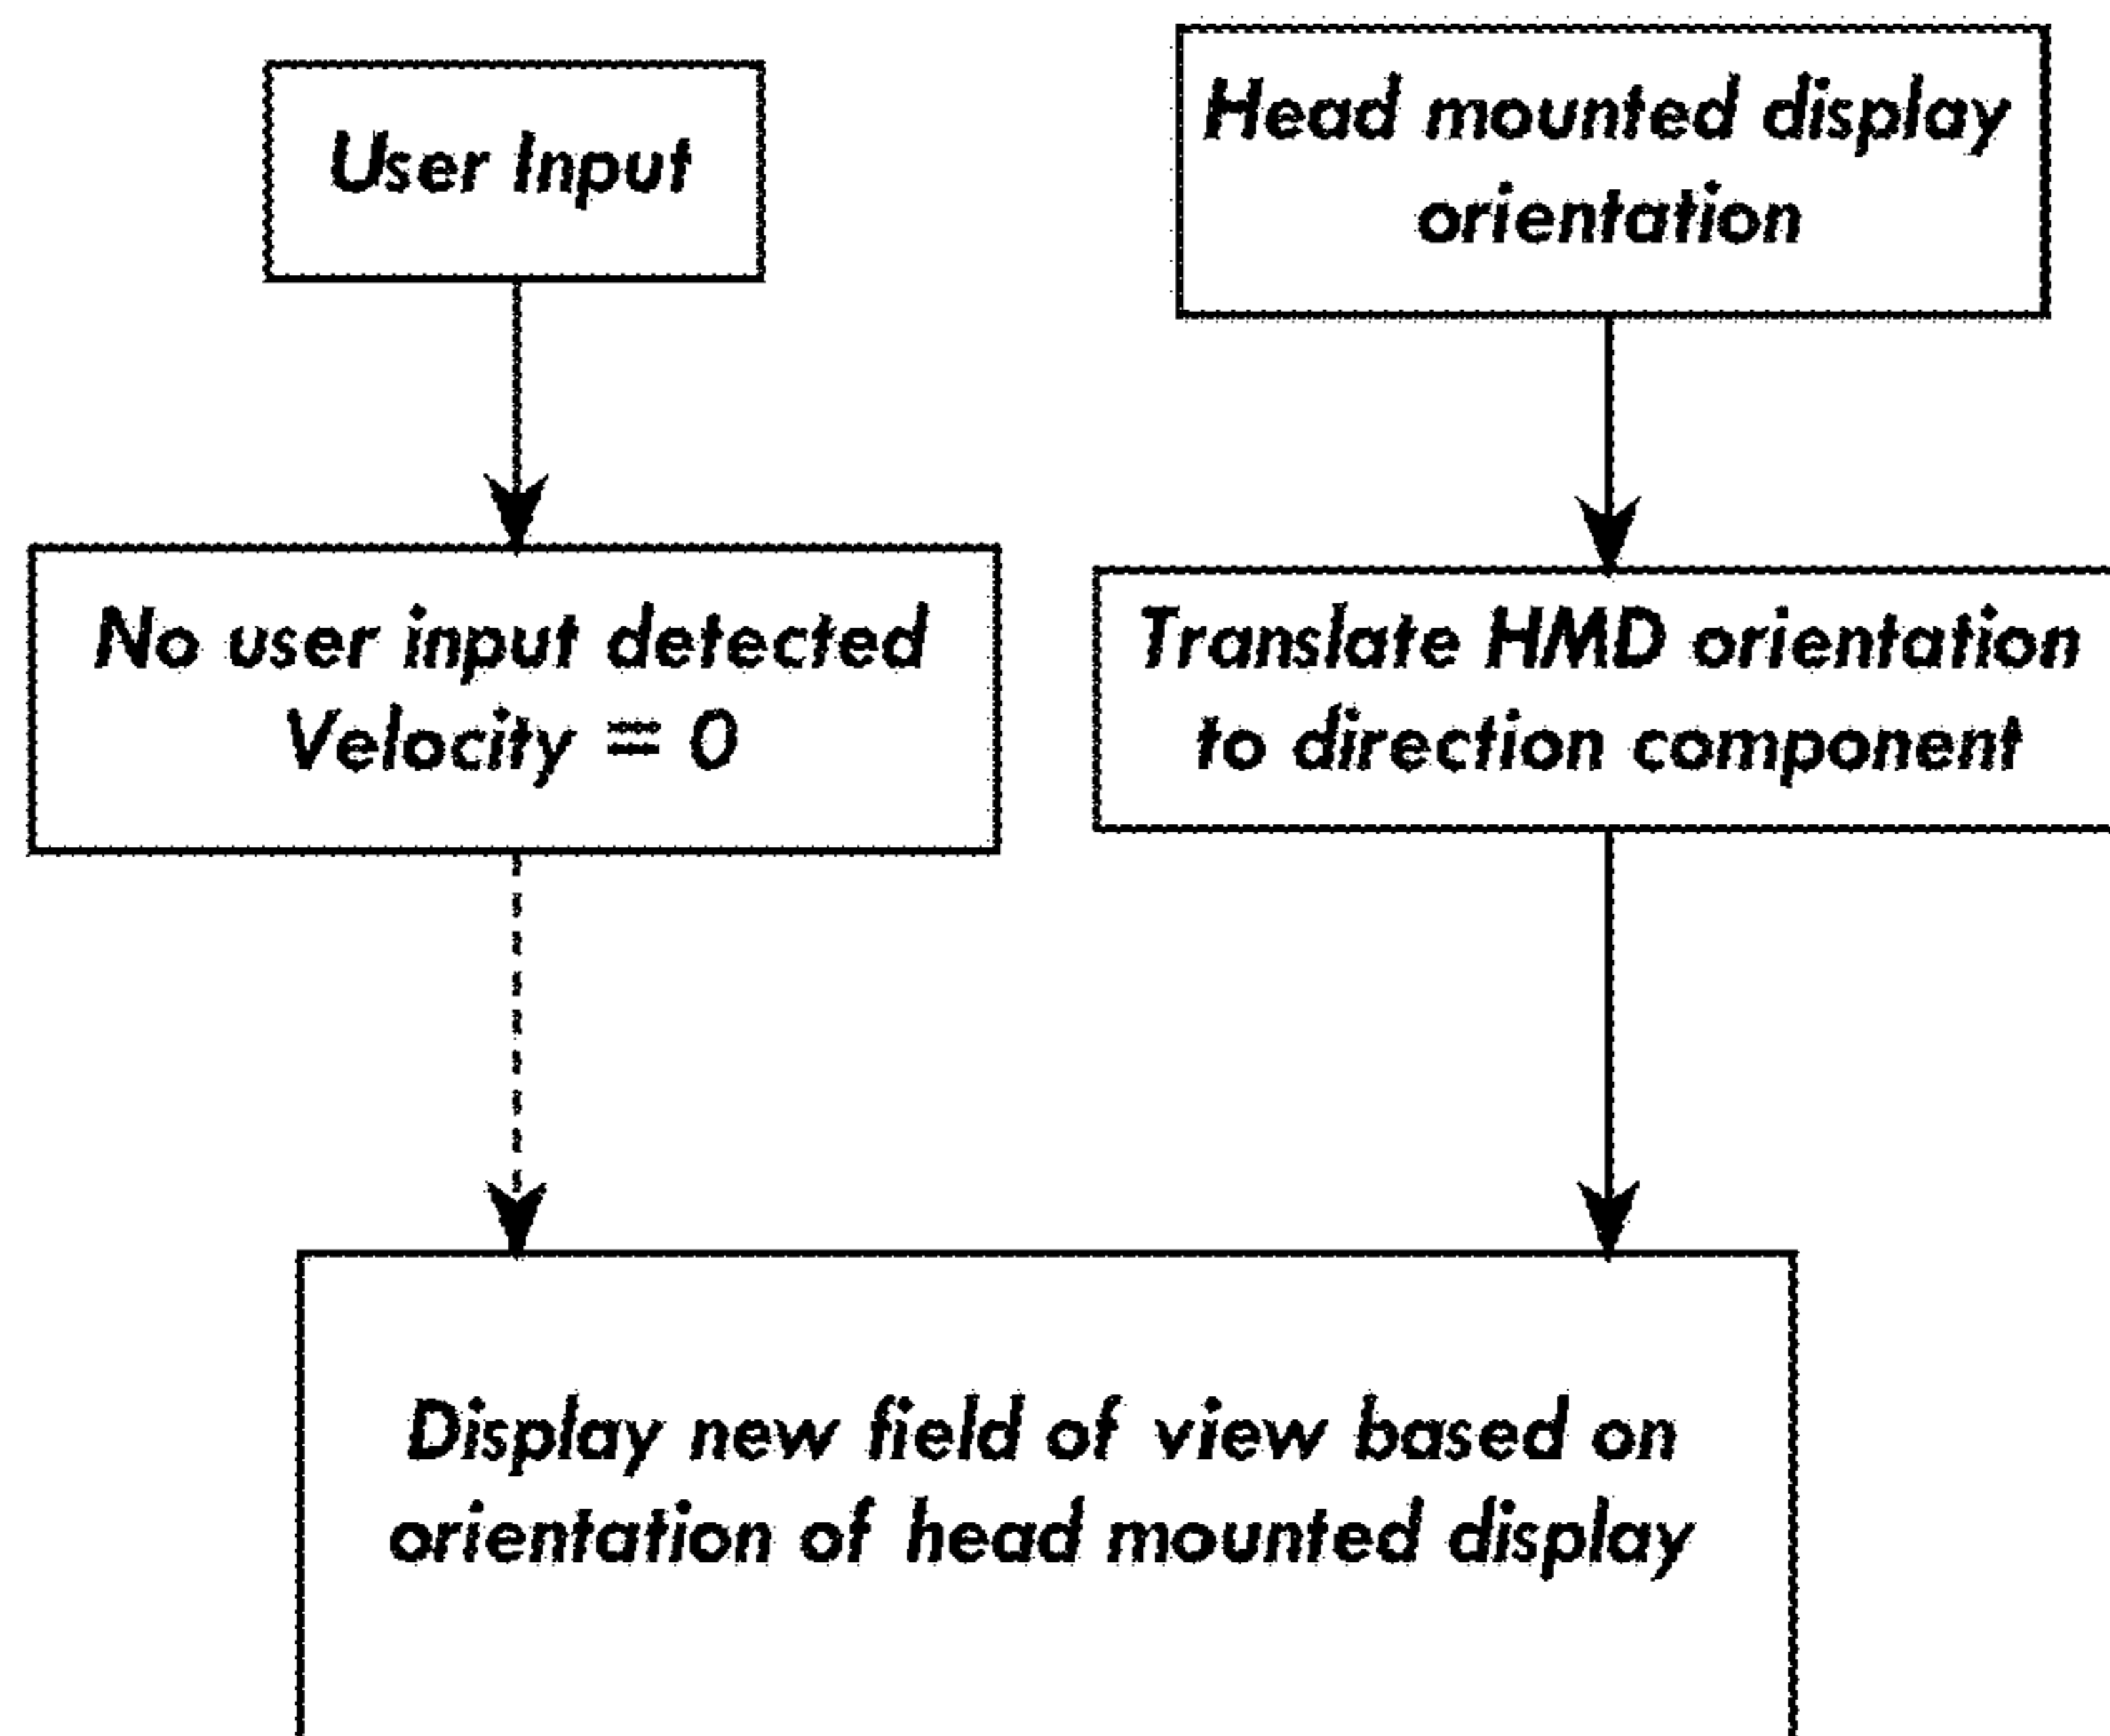 User Input
Head mounted display
orientation
No user input detected
Velocity = 0
Translate HMD orientation
to direction component
Display new field of view based on
orientation of head mounted display